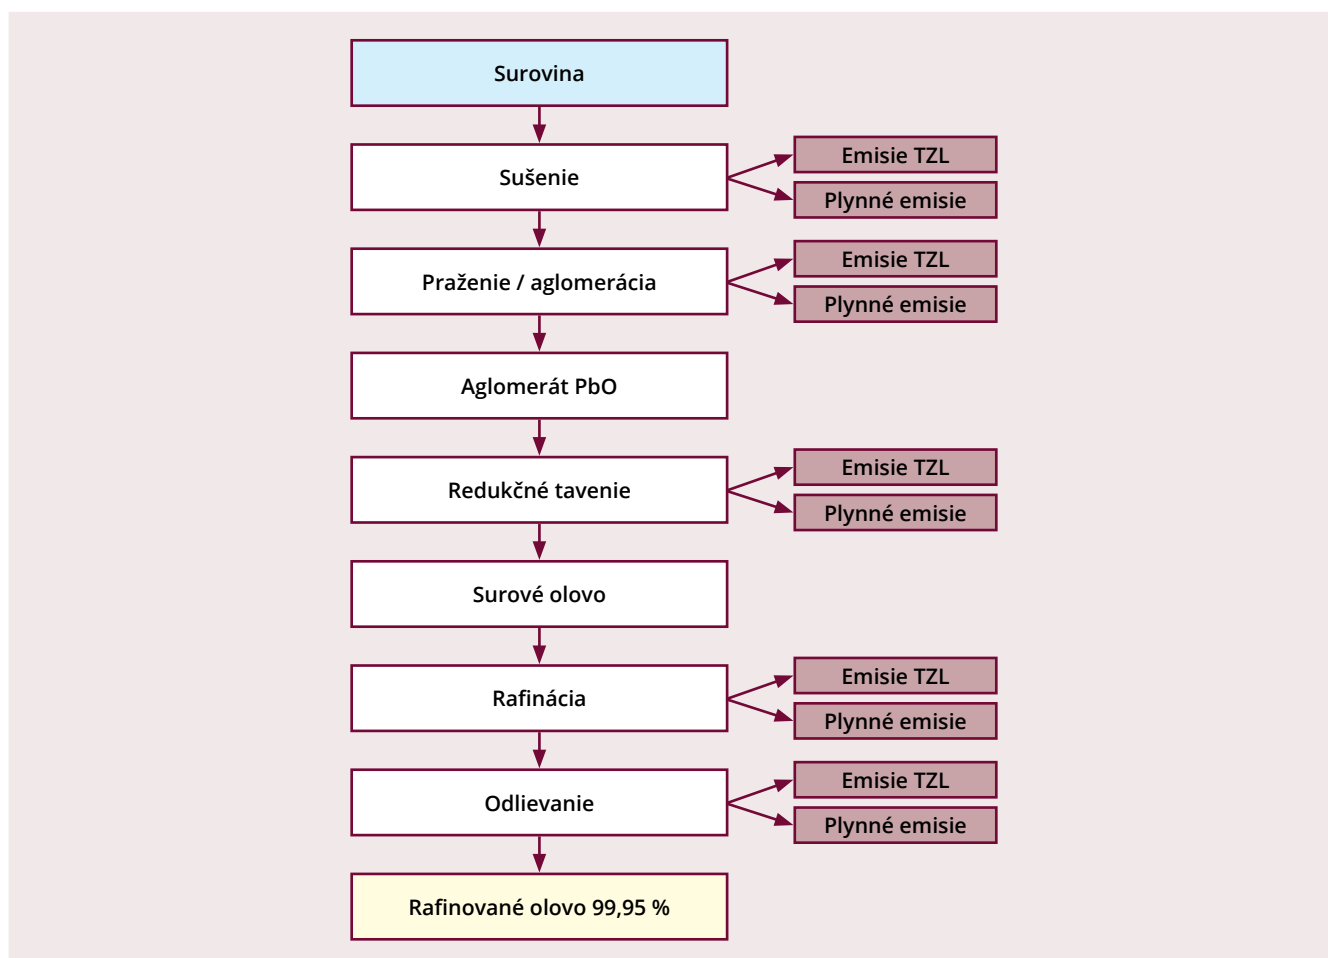 Surovina
Sušenie
Emisie TZL
Plynné emisie
Praženie / aglomerácia
Emisie TZL
Plynné emisie
Aglomerát PbO
Redukčné tavenie
Emisie TZL
Plynné emisie
Surové olovo
Rafinácia
Emisie TZL
Plynné emisie
Odlievanie
Emisie TZL
Plynné emisie
Rafinované olovo 99,95 %